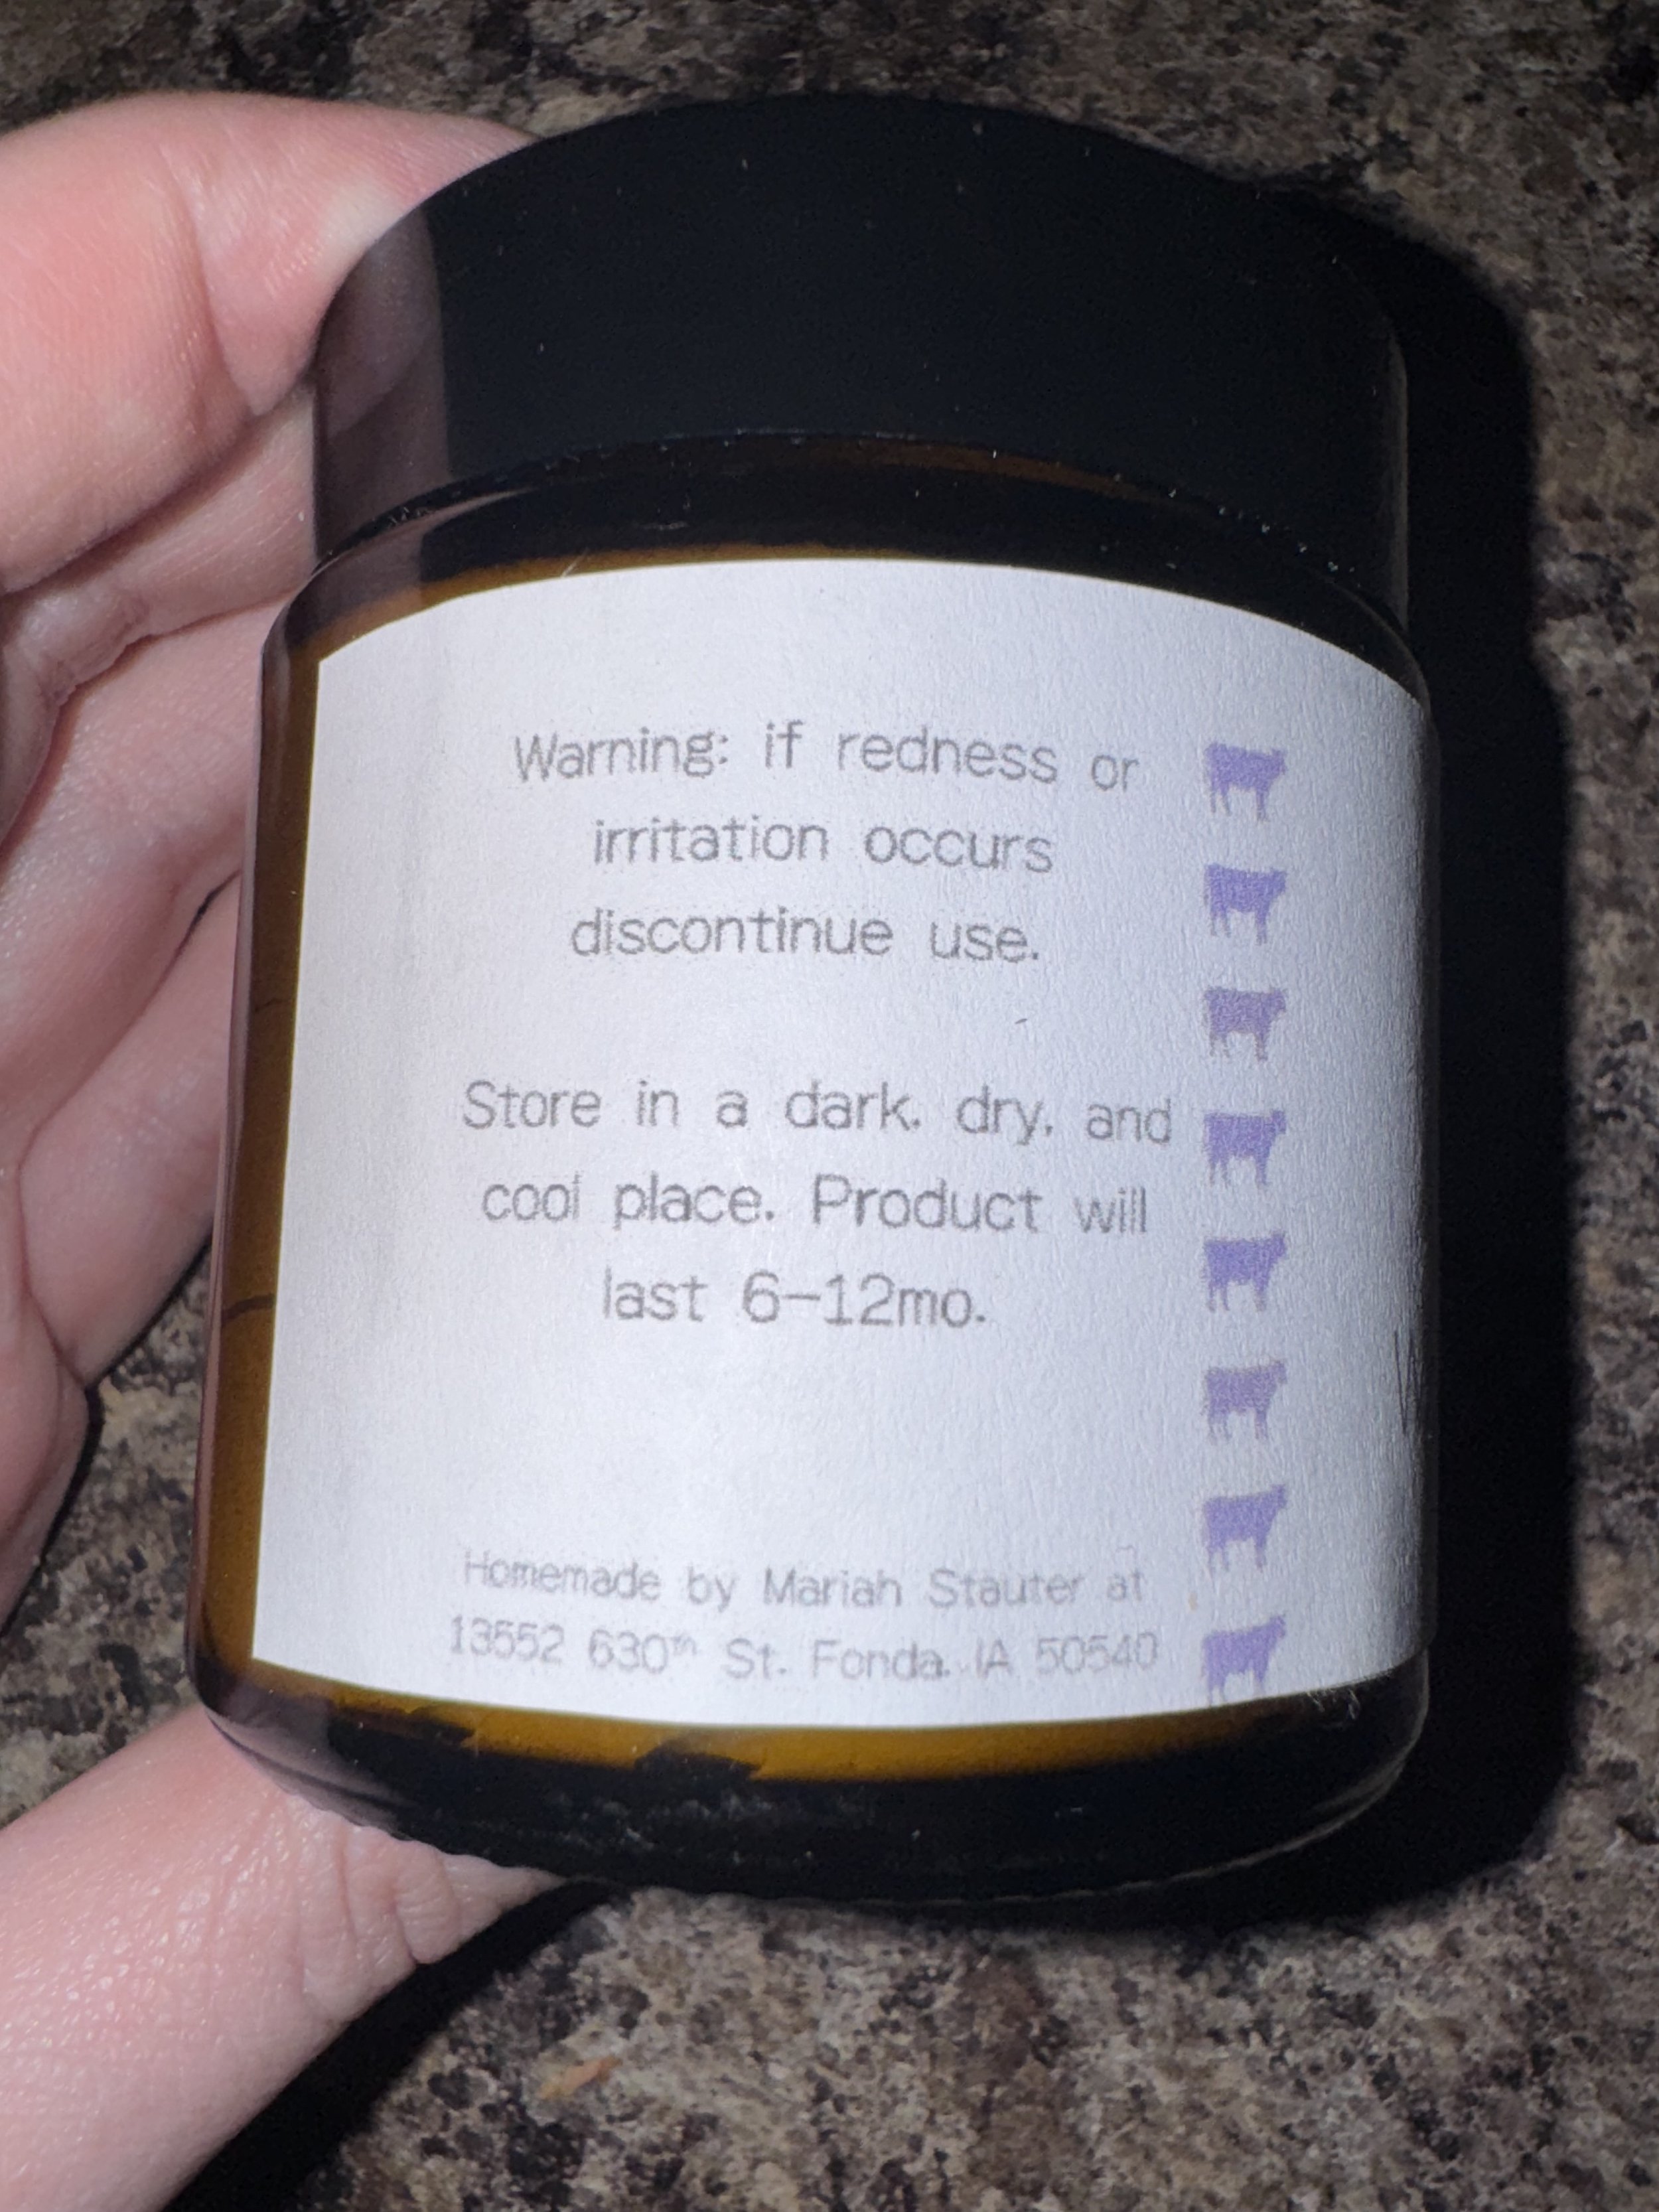 Warning: if redness or
irritation occurs
discontinue use.
Store in a dark, dry, and
cool place. Product will
last 6-12mo.
Homemade by Mariah Stauter at
13552 630th St. Fonda, IA 50540